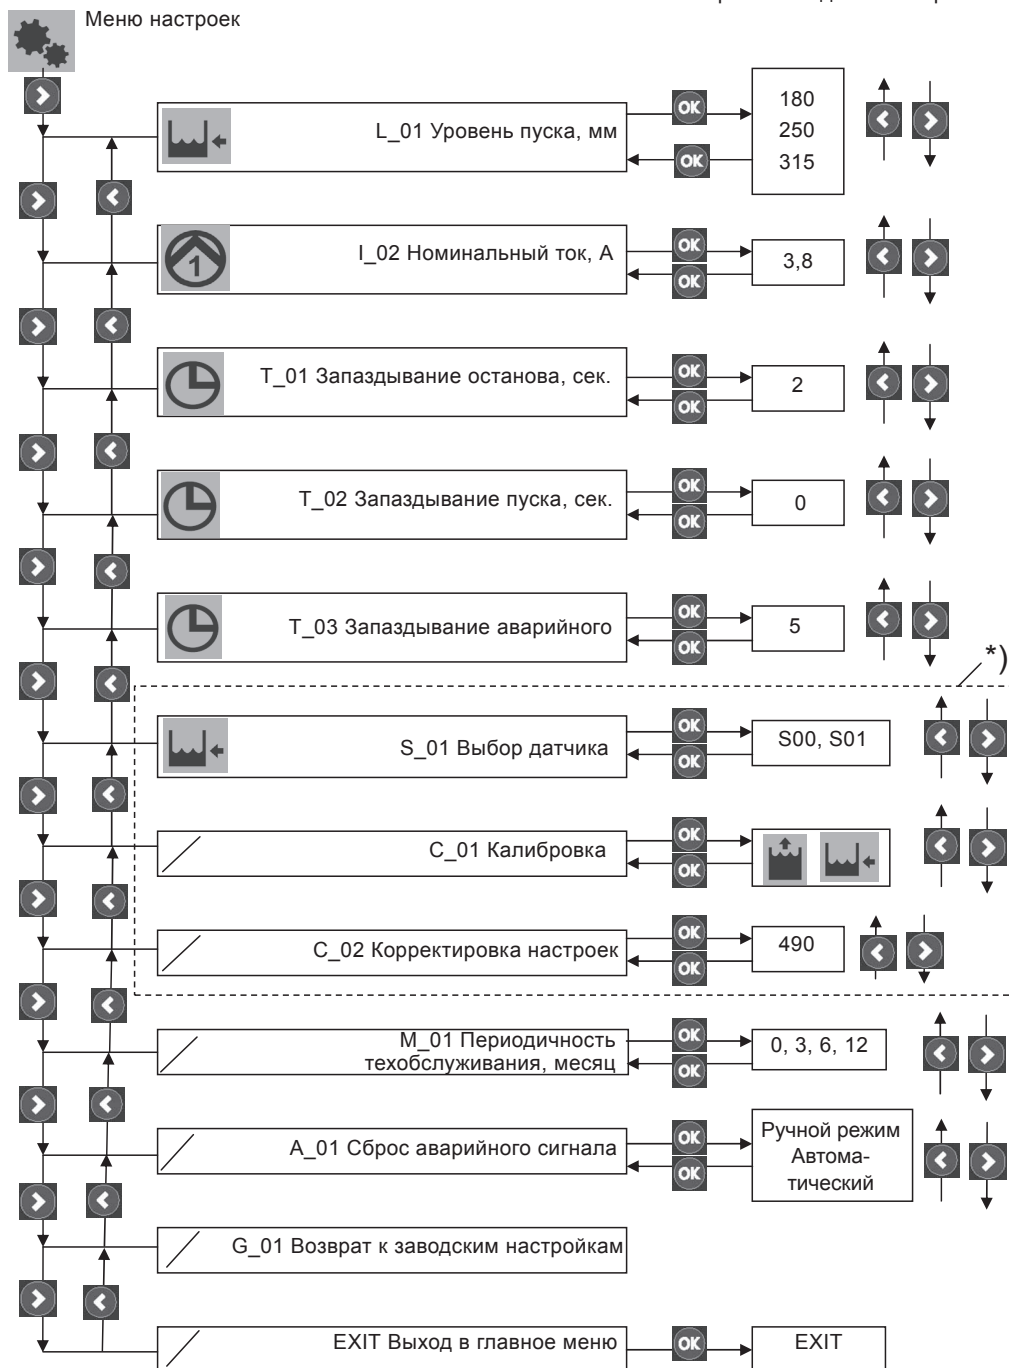 Меню настроек
L_01 Уровень пуска, мм
OK
OK
180
250
315
1
I_02 Номинальный ток, А
OK
OK
3,8
T_01 Запаздывание останова, сек.
OK
OK
2
T_02 Запаздывание пуска, сек.
OK
OK
0
T_03 Запаздывание аварийного
OK
OK
5
*)
S_01 Выбор датчика
OK
OK
S00, S01
C_01 Калибровка
OK
OK
C_02 Корректировка настроек
OK
OK
490
M_01 Периодичность
техобслуживания, месяц
OK
OK
0, 3, 6, 12
A_01 Сброс аварийного сигнала
OK
OK
Ручной режим
Автома-
тический
G_01 Возврат к заводским настройкам
EXIT Выход в главное меню
OK
EXIT